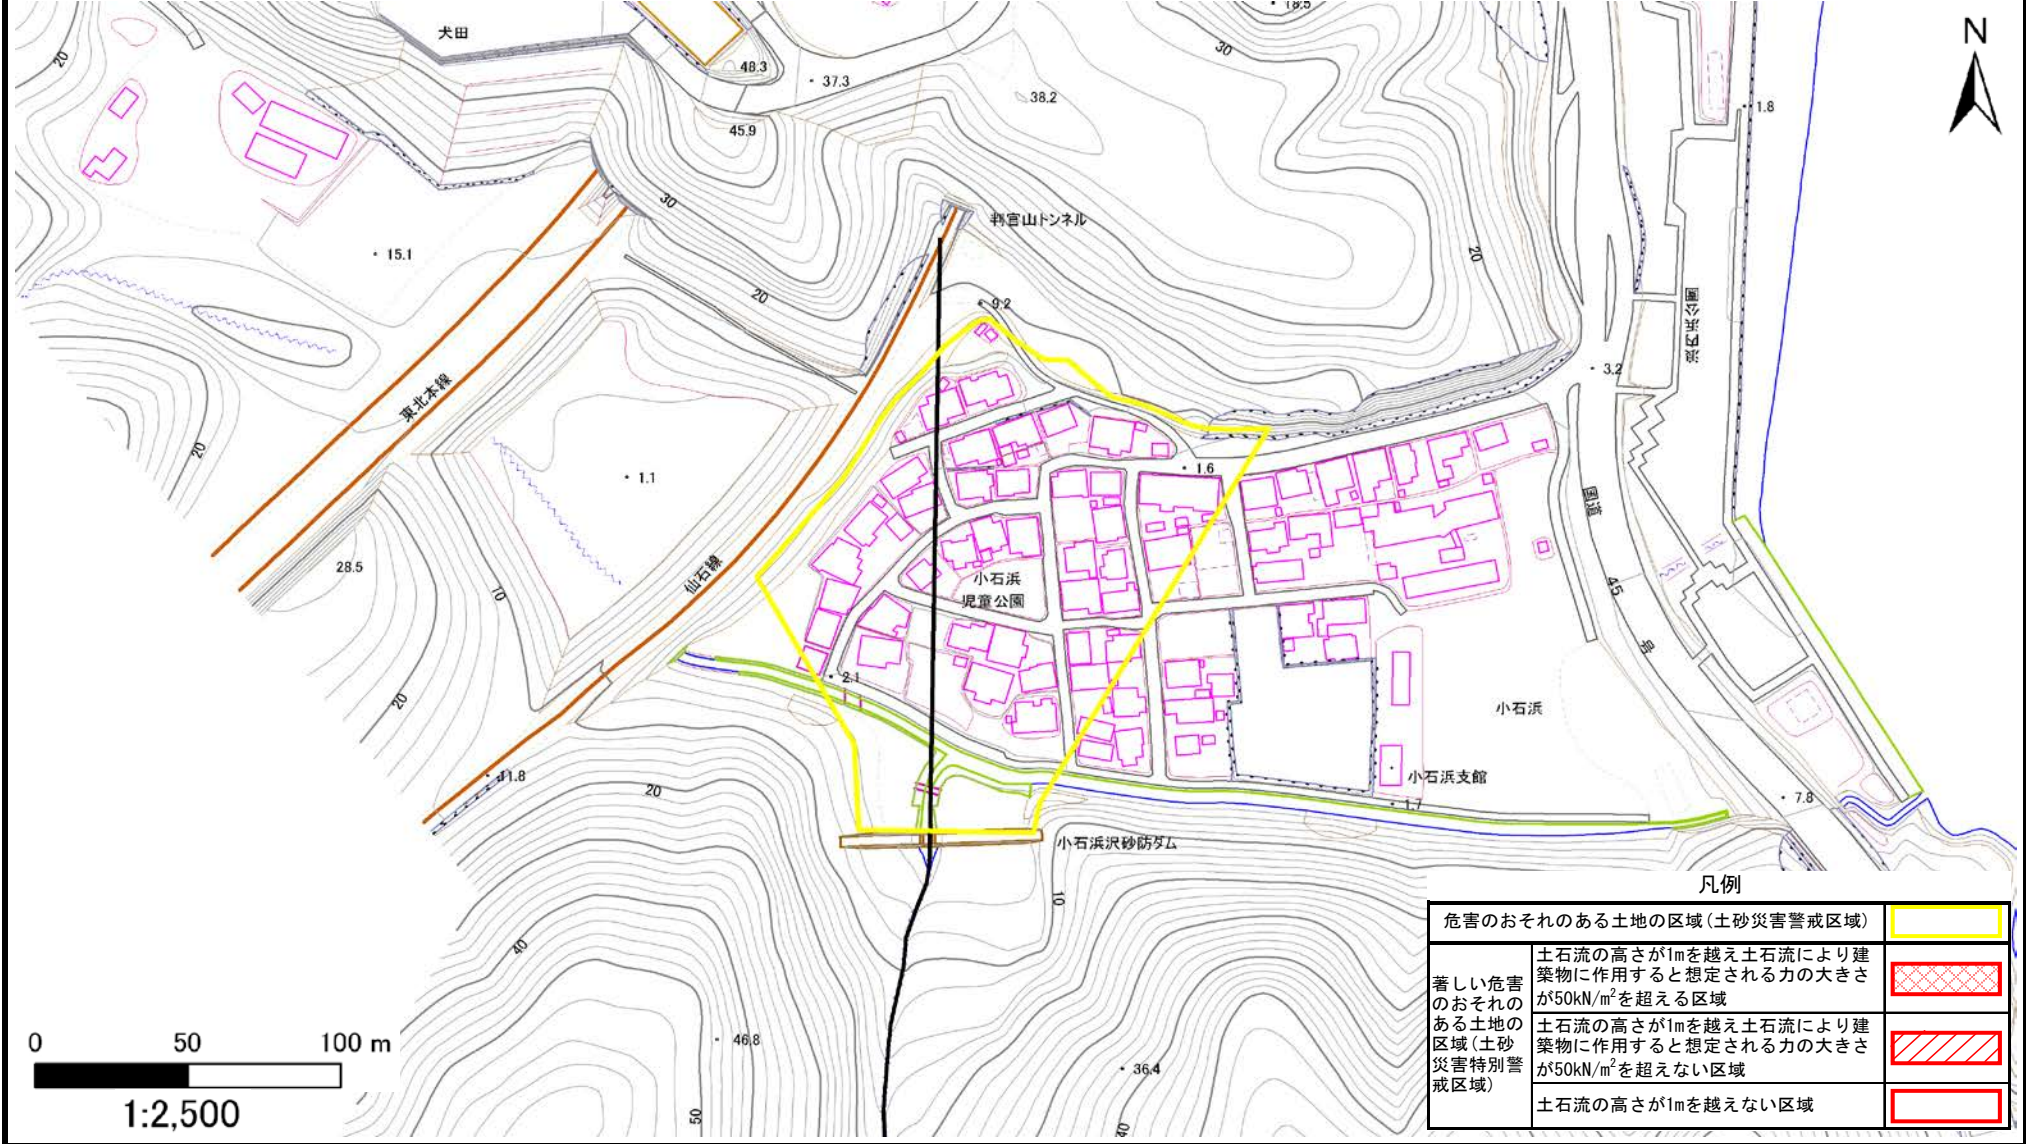 犬田
18.5
N
20
48.3
37.3
30
38.2
45.9
1.8
30
判官山トンネル
15.1
20
20
9.2
浪内浜公園
3.2
東北本線
20
1.6
1.1
国道
28.5
仙石線
小石浜
児童公園
10
45
号
2.1
20
小石浜
11.8
20
小石浜支館
1.7
7.8
小石浜沢砂防ダム
10
40
46.8
36.4
50
40
0 50 100 m
1:2,500
凡例
危害のおそれのある土地の区域(土砂災害警戒区域)
著しい危害
のおそれの
ある土地の
区域(土砂
災害特別警
戒区域)
土石流の高さが1mを越え土石流により建
築物に作用すると想定される力の大きさ
が50kN/m²を超える区域
土石流の高さが1mを越え土石流により建
築物に作用すると想定される力の大きさ
が50kN/m²を超えない区域
土石流の高さが1mを越えない区域